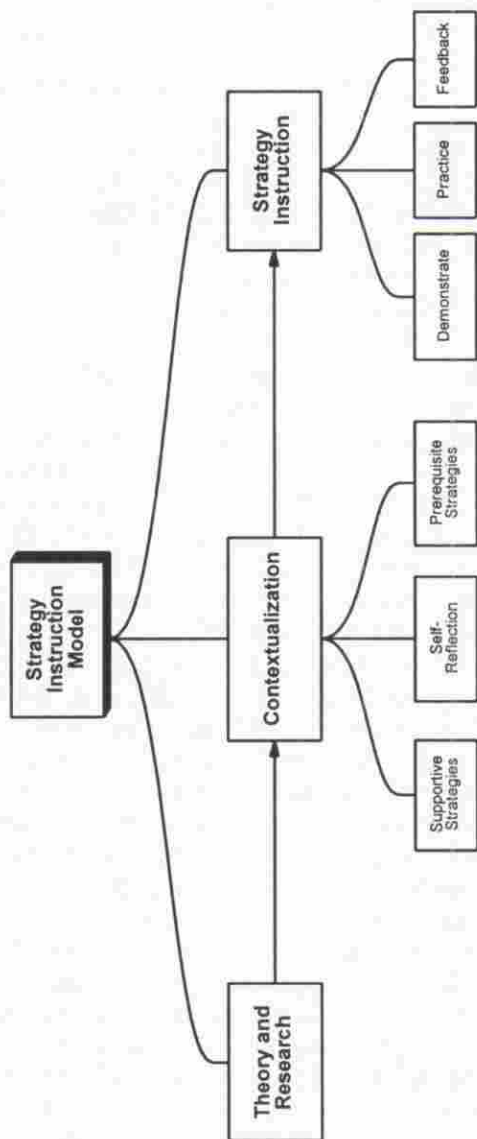 Strategy
Instruction
Model
Theory and
Research
Contextualization
Strategy
Instruction
Supportive
Strategies
Self-
Reflection
Prerequisite
Strategies
Demonstrate
Practice
Feedback